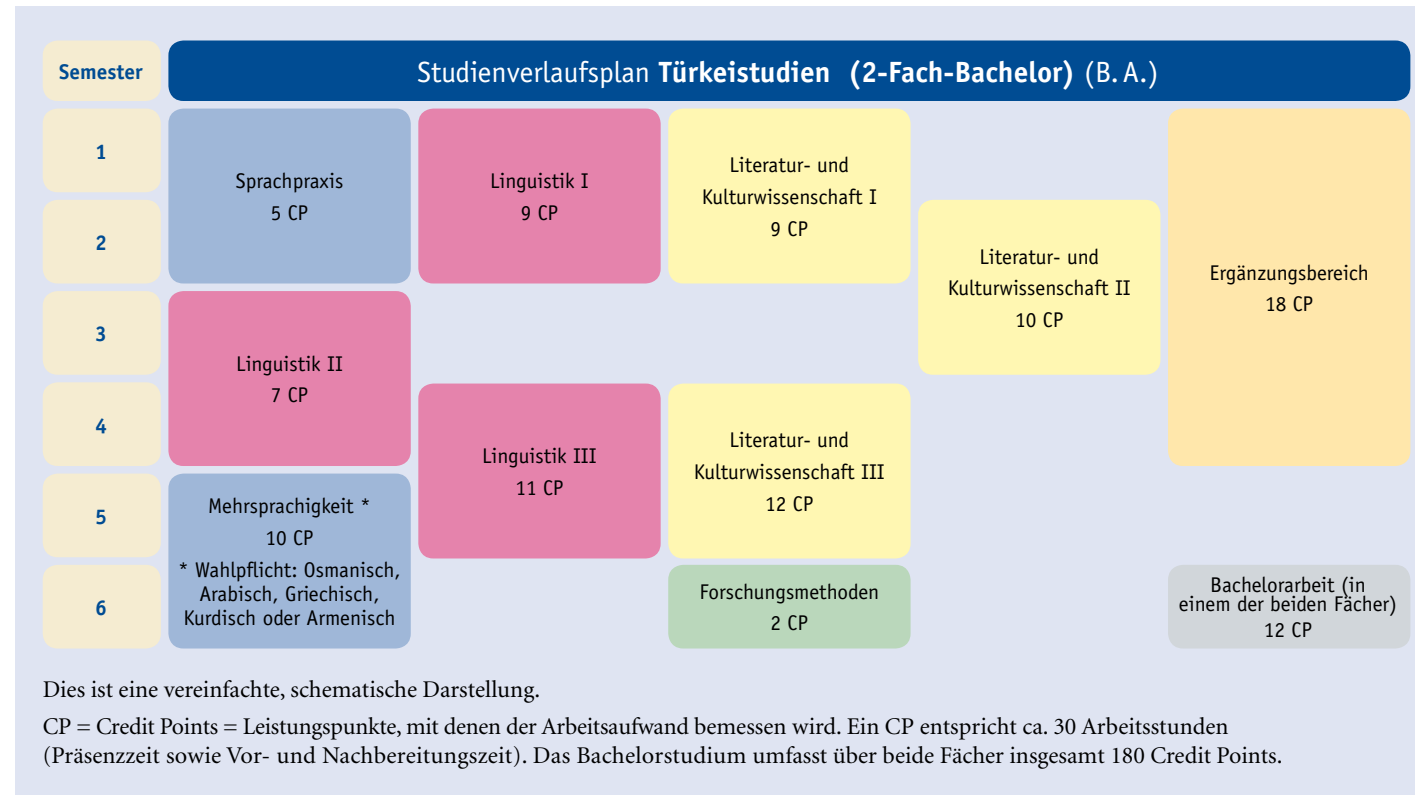 Semester
Studienverlaufsplan Türkeistudien (2-Fach-Bachelor) (B. A.)
1
2
3
4
5
6
Sprachpraxis
5 CP
Linguistik I
9 CP
Literatur- und
Kulturwissenschaft I
9 CP
Literatur- und
Kulturwissenschaft II
10 CP
Ergänzungsbereich
18 CP
Linguistik II
7 CP
Linguistik III
11 CP
Literatur- und
Kulturwissenschaft III
12 CP
Mehrsprachigkeit *
10 CP
* Wahlpflicht: Osmanisch,
Arabisch, Griechisch,
Kurdisch oder Armenisch
Forschungsmethoden
2 CP
Bachelorarbeit (in
einem der beiden Fächer)
12 CP
Dies ist eine vereinfachte, schematische Darstellung.
CP = Credit Points = Leistungspunkte, mit denen der Arbeitsaufwand bemessen wird. Ein CP entspricht ca. 30 Arbeitsstunden
(Präsenzzeit sowie Vor- und Nachbereitungszeit). Das Bachelorstudium umfasst über beide Fächer insgesamt 180 Credit Points.